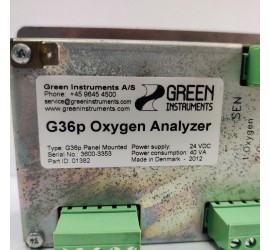 Green Instruments A/S
Phone: +45 9645 4500
service@greeninstruments.com
www.greeninstruments.com
GREEN
INSTRUMENTS
G36p Oxygen Analyzer
Type: G36p Panel Mounted
Serial No.: 3600-3353
Part ID: 01382
Power supply: 24 VDC
Power consumption: 40 VA
Made in Denmark - 2012
SEN
Oxygen